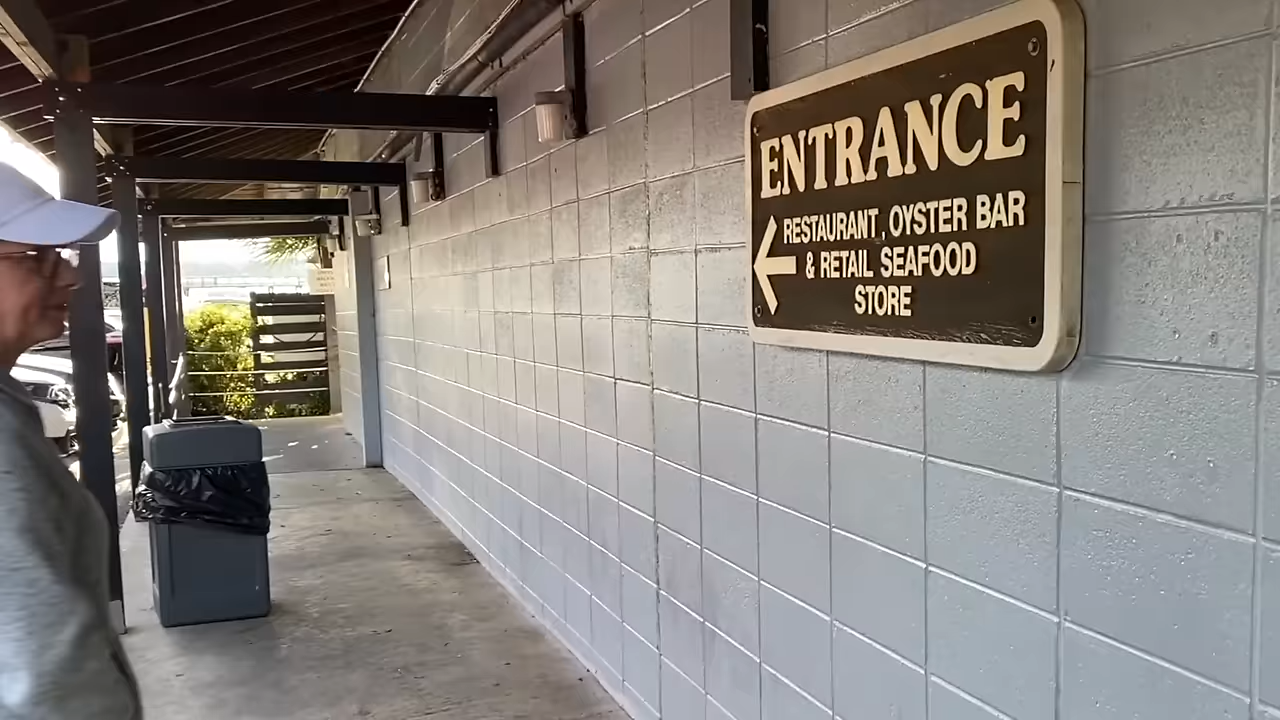 ENTRANCE
RESTAURANT, OYSTER BAR
& RETAIL SEAFOOD
STORE